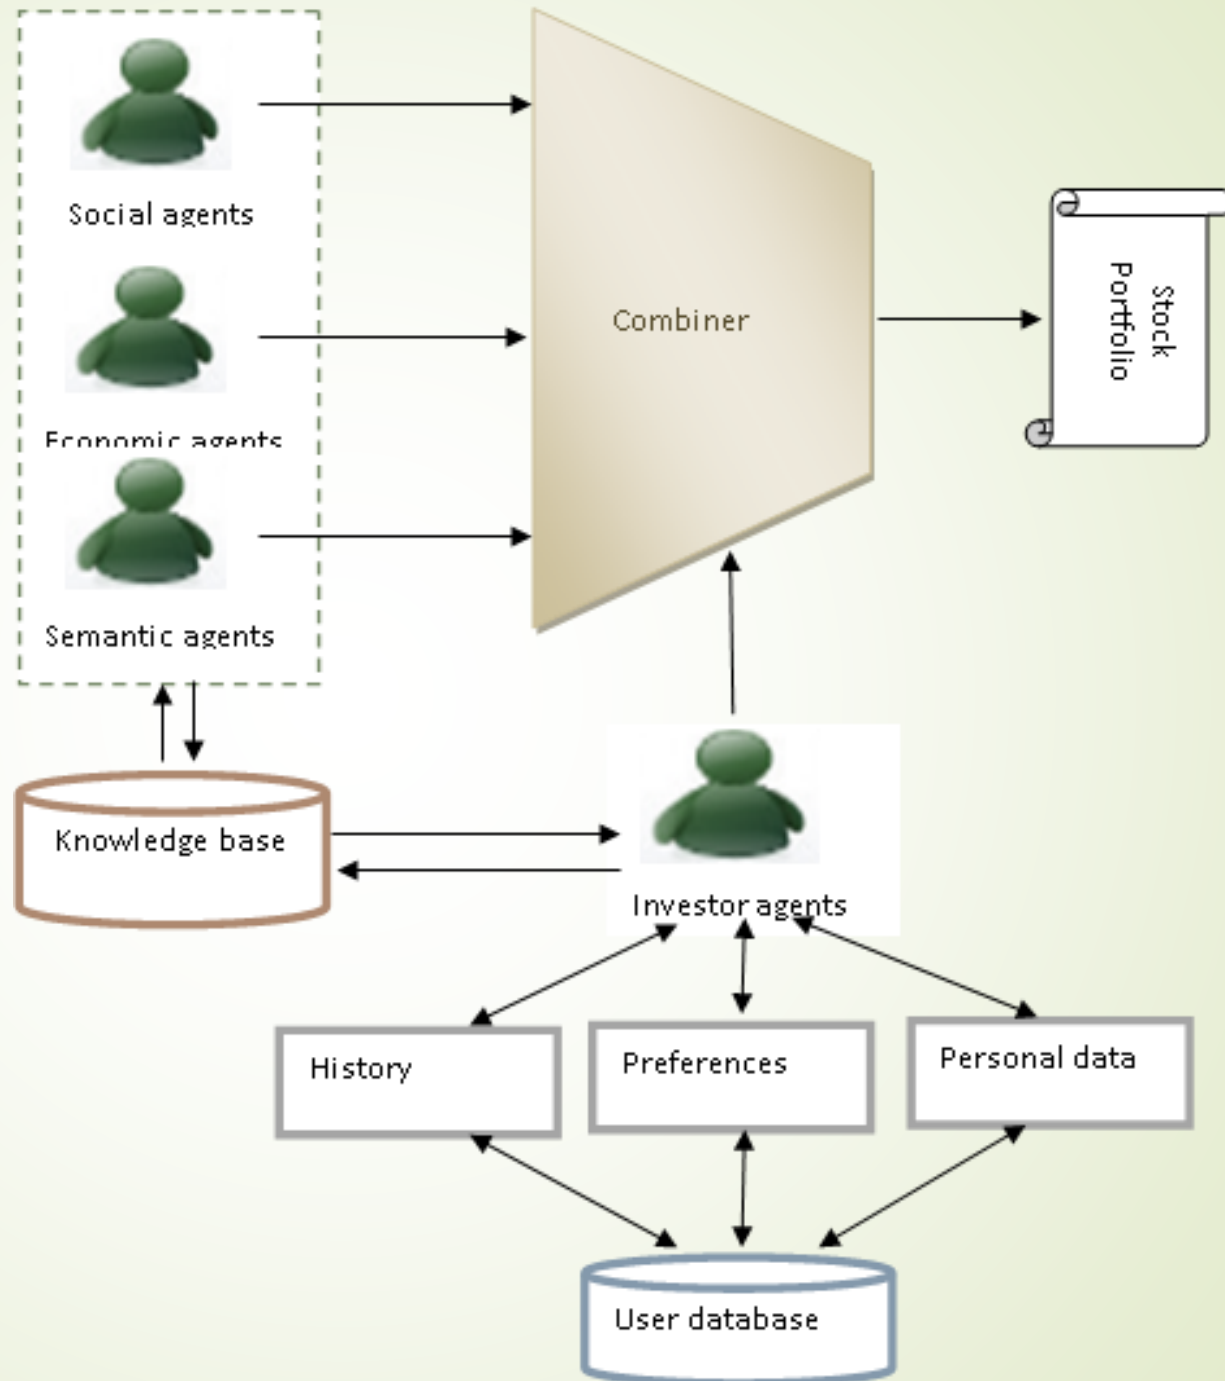 Social agents
Economic agents
Semantic agents
Combiner
Stock
Portfolio
Knowledge base
Investor agents
History
Preferences
Personal data
User database